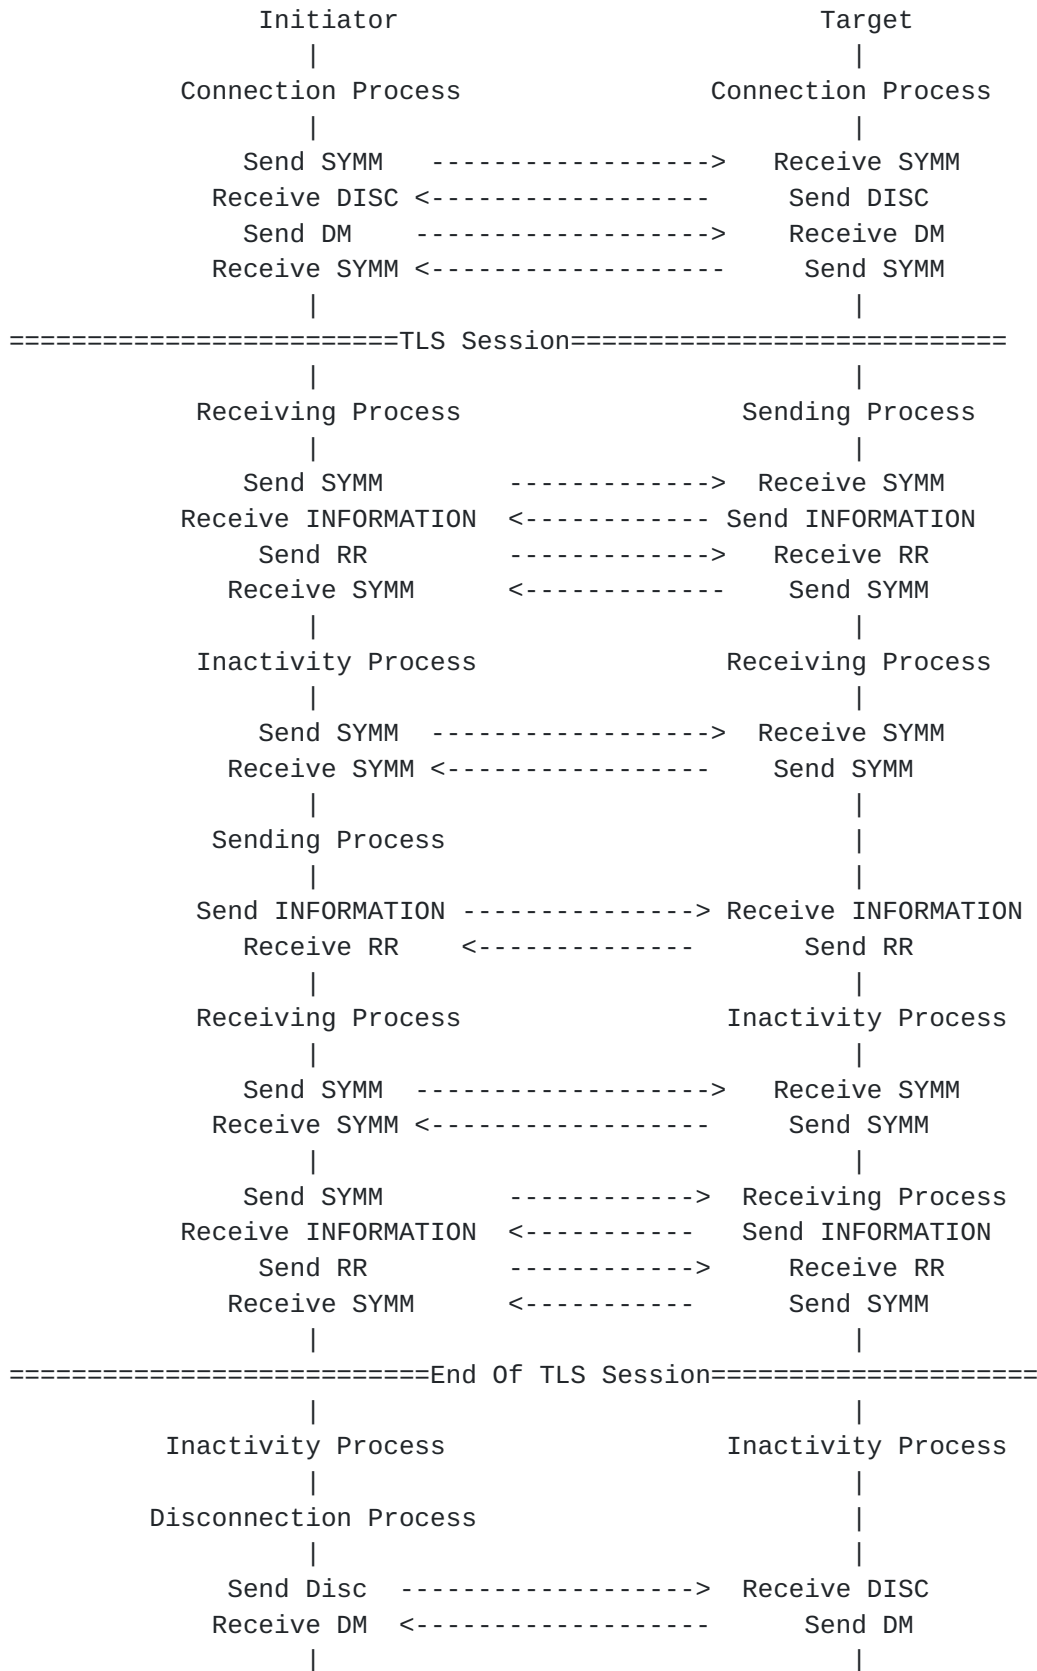 Initiator                           Target
                   |                                  |
           Connection Process                Connection Process
                   |                                  |
               Send SYMM   ------------------>   Receive SYMM
             Receive DISC <------------------     Send DISC
               Send DM    ------------------->    Receive DM
             Receive SYMM <-------------------     Send SYMM
                   |                                  |
=========================TLS Session============================
                   |                                  |
            Receiving Process                  Sending Process
                   |                                  |
               Send SYMM        ------------->  Receive SYMM
           Receive INFORMATION  <------------ Send INFORMATION
                Send RR         ------------->   Receive RR
              Receive SYMM      <-------------    Send SYMM
                   |                                  |
            Inactivity Process                Receiving Process
                   |                                  |
                Send SYMM  ------------------>  Receive SYMM
              Receive SYMM <-----------------    Send SYMM
                   |                                  |
             Sending Process                          |
                   |                                  |
            Send INFORMATION ---------------> Receive INFORMATION
               Receive RR    <--------------       Send RR
                   |                                  |
            Receiving Process                 Inactivity Process
                   |                                  |
               Send SYMM  ------------------->   Receive SYMM
             Receive SYMM <------------------     Send SYMM
                   |                                  |
               Send SYMM        ------------>  Receiving Process
           Receive INFORMATION  <-----------   Send INFORMATION
                Send RR         ------------>     Receive RR
              Receive SYMM      <-----------      Send SYMM
                   |                                  |
===========================End Of TLS Session=====================
                   |                                  |
          Inactivity Process                  Inactivity Process
                   |                                  |
         Disconnection Process                        |
                   |                                  |
              Send Disc  ------------------->  Receive DISC
             Receive DM  <-------------------      Send DM
                   |                                  |